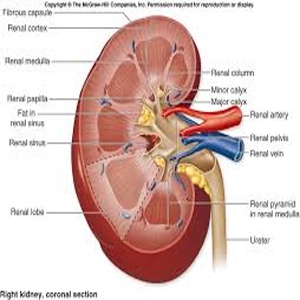 Copyright © The McGraw-Hill Companies, Inc. Permission required for reproduction or display.
Fibrous capsule
Renal cortex
Renal medulla
Renal papilla
Fat in
renal sinus
Renal sinus
Renal lobe
Renal column
Minor calyx
Major calyx
Renal artery
Renal pelvis
Renal vein
Renal pyramid
in renal medulla
Ureter
Right kidney, coronal section